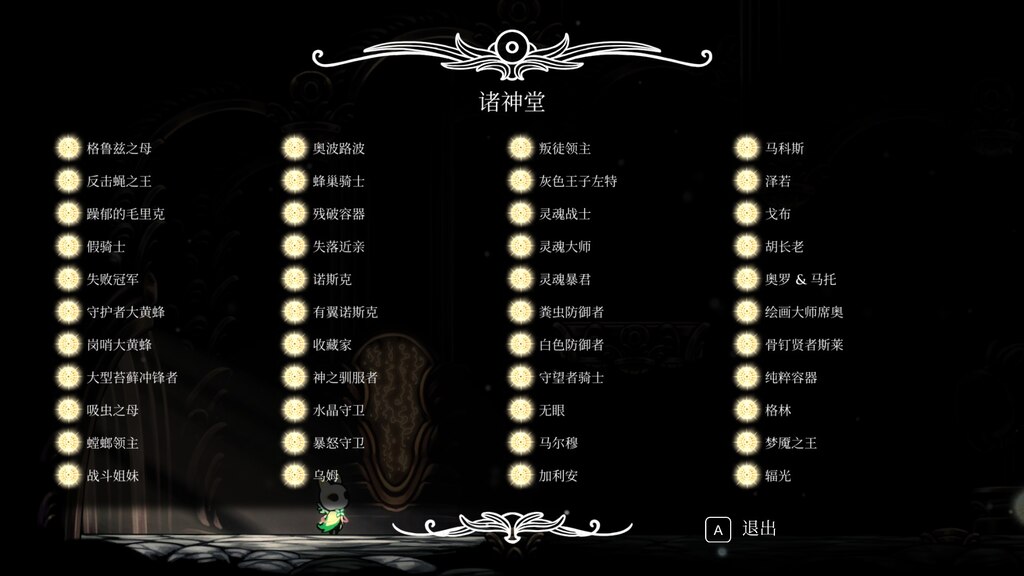 诸神堂
格鲁兹之母
反击蝇之王
躁郁的毛里克
假骑士
失败冠军
守护者大黄蜂
岗哨大黄蜂
大型苔藓冲锋者
吸虫之母
螳螂领主
战斗姐妹
奥波路波
蜂巢骑士
残破容器
失落近亲
诺斯克
有翼诺斯克
收藏家
神之驯服者
水晶守卫
暴怒守卫
乌姆
叛徒领主
灰色王子左特
灵魂战士
灵魂大师
灵魂暴君
粪虫防御者
白色防御者
守望者骑士
无眼
马尔穆
加利安
马科斯
泽若
戈布
胡长老
奥罗 & 马托
绘画大师席奥
骨钉贤者斯莱
纯粹容器
格林
梦魇之王
辐光
A 退出